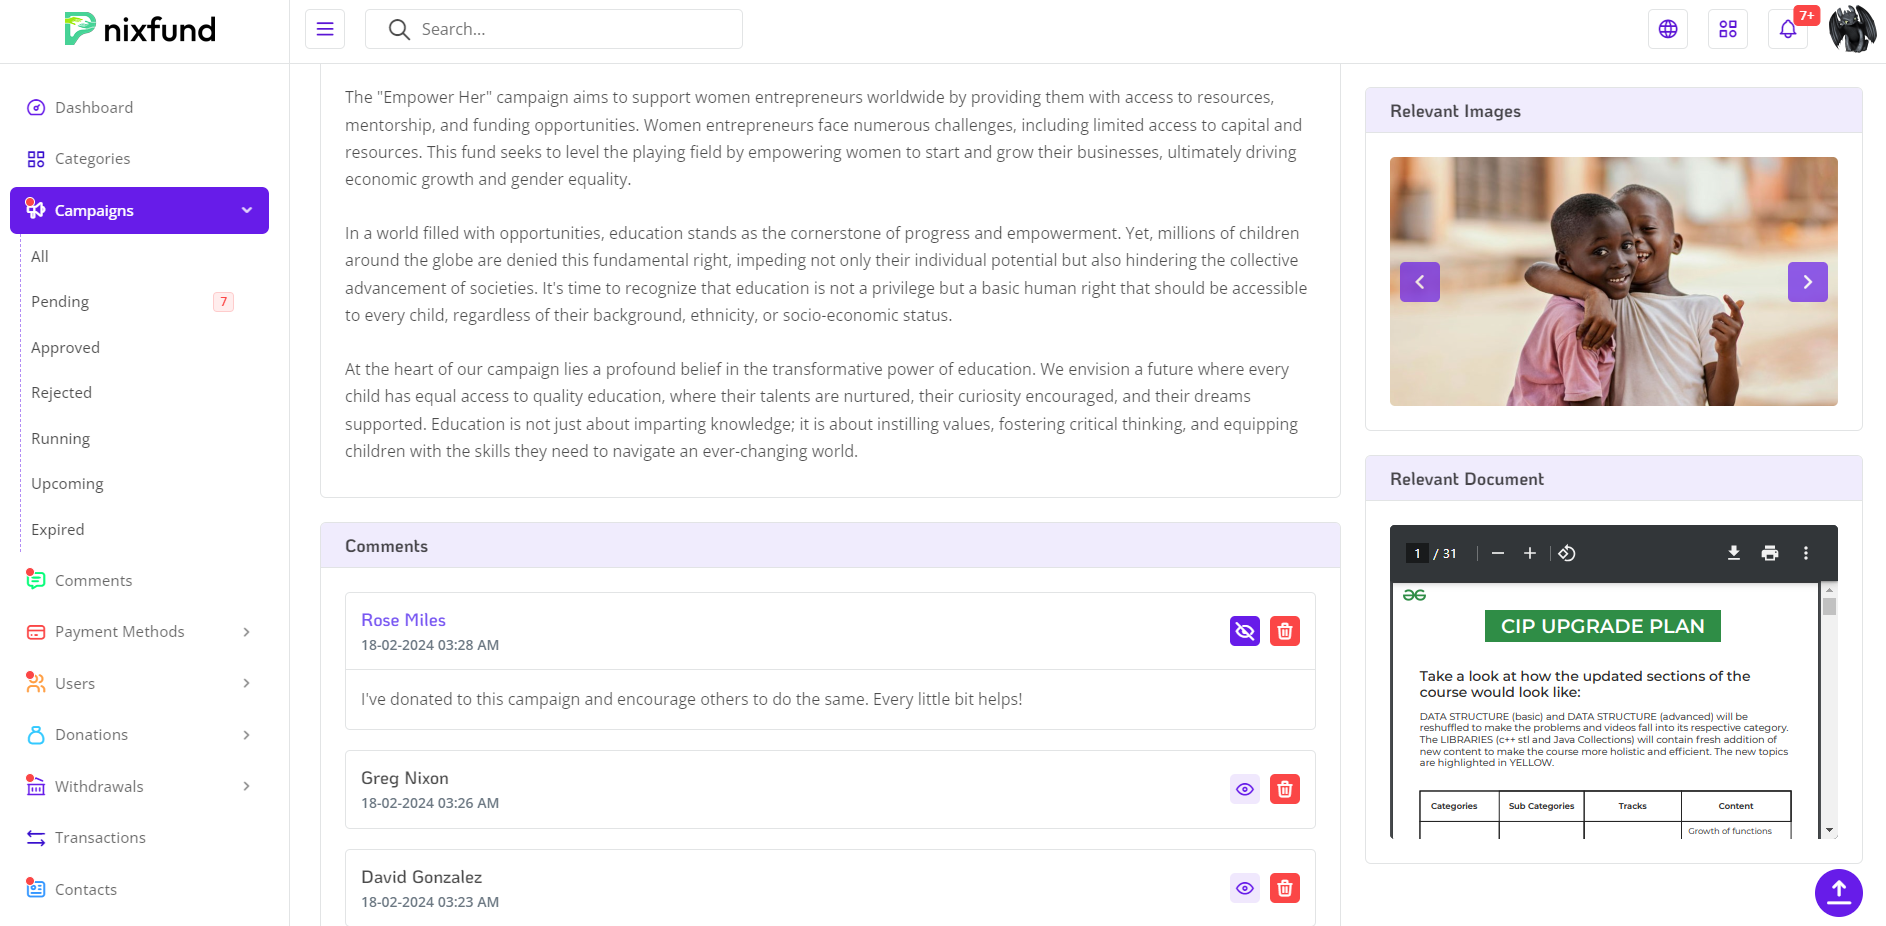 nixfund
Search...
7+
Dashboard
Categories
Campaigns
All
Pending
7
Approved
Rejected
Running
Upcoming
Expired
Comments
Payment Methods
Users
Donations
Withdrawals
Transactions
Contacts
The "Empower Her" campaign aims to support women entrepreneurs worldwide by providing them with access to resources,
mentorship, and funding opportunities. Women entrepreneurs face numerous challenges, including limited access to capital and
resources. This fund seeks to level the playing field by empowering women to start and grow their businesses, ultimately driving
economic growth and gender equality.
In a world filled with opportunities, education stands as the cornerstone of progress and empowerment. Yet, millions of children
around the globe are denied this fundamental right, impeding not only their individual potential but also hindering the collective
advancement of societies. It's time to recognize that education is not a privilege but a basic human right that should be accessible
to every child, regardless of their background, ethnicity, or socio-economic status.
At the heart of our campaign lies a profound belief in the transformative power of education. We envision a future where every
child has equal access to quality education, where their talents are nurtured, their curiosity encouraged, and their dreams
supported. Education is not just about imparting knowledge; it is about instilling values, fostering critical thinking, and equipping
children with the skills they need to navigate an ever-changing world.
Comments
Rose Miles
18-02-2024 03:28 AM
I've donated to this campaign and encourage others to do the same. Every little bit helps!
Greg Nixon
18-02-2024 03:26 AM
David Gonzalez
18-02-2024 03:23 AM
Relevant Images
Relevant Document
1 / 31
CIP UPGRADE PLAN
Take a look at how the updated sections of the
course would look like:
DATA STRUCTURE (basic) and DATA STRUCTURE (advanced) will be
reshuffled to make the problems and videos fall into its respective category.
The LIBRARIES (c++ stl and Java Collections) will contain fresh addition of
new content to make the course more holistic and efficient. The new topics
are highlighted in YELLOW.
Categories Sub Categories Tracks Content
Growth of functions